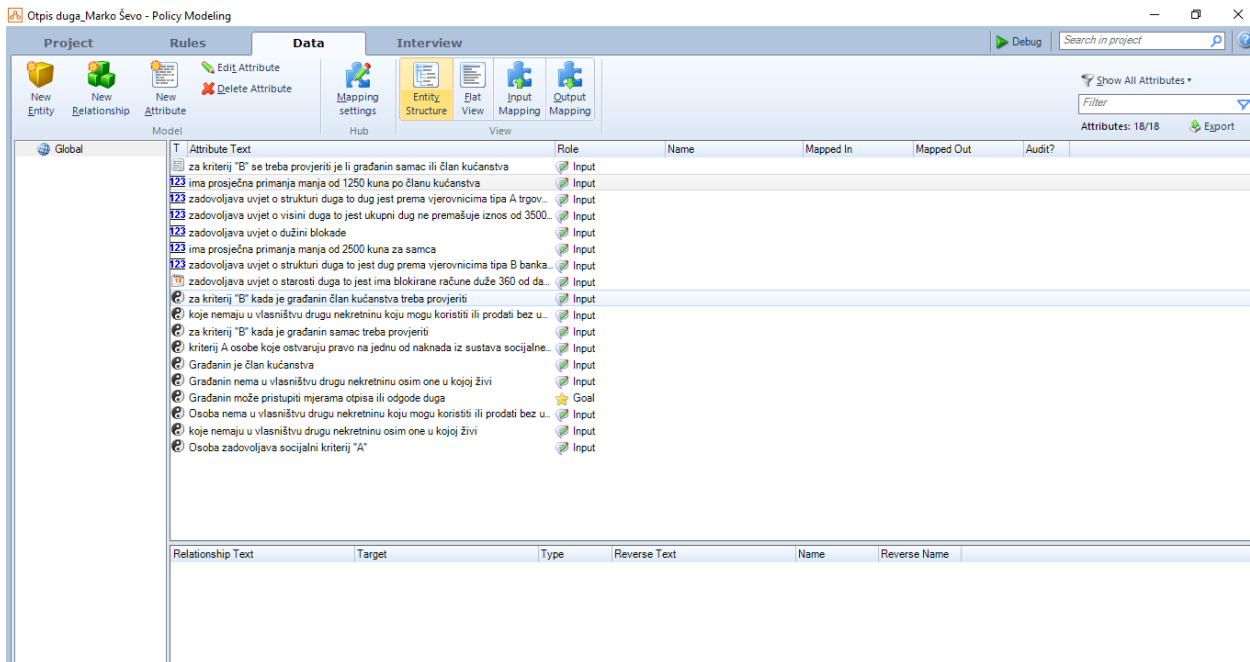 Otpis duga_Marko Ševo - Policy Modeling
Project Rules Data Interview
Debug Search in project
New Entity
New Relationship
New Attribute
Edit Attribute
Delete Attribute
Model
Mapping settings
Hub
Entity Structure
Flat View
Input Mapping
Output Mapping
View
Show All Attributes
Filter
Attributes: 18/18 Export
Global
T Attribute Text Role Name Mapped In Mapped Out Audit?
za kriterij "B" se treba provjeriti je li građanin samac ili član kućanstva Input
123 ima prosječna primanja manja od 1250 kuna po članu kućanstva Input
123 zadovoljava uvjet o strukturi duga to dug jest prema vjerovnicima tipa A trgov... Input
123 zadovoljava uvjet o visini duga to jest ukupni dug ne premašuje iznos od 3500... Input
123 zadovoljava uvjet o dužini blokade Input
123 ima prosječna primanja manja od 2500 kuna za samca Input
123 zadovoljava uvjet o strukturi duga to jest dug prema vjerovnicima tipa B banka... Input
12 zadovoljava uvjet o starosti duga to jest ima blokirane račune duže 360 od da... Input
za kriterij "B" kada je građanin član kućanstva treba provjeriti Input
koje nemaju u vlasništvu drugu nekretninu koju mogu koristiti ili prodati bez u... Input
za kriterij "B" kada je građanin samac treba provjeriti Input
kriterij A osobe koje ostvaruju pravo na jednu od naknada iz sustava socijalne... Input
Građanin je član kućanstva Input
Građanin nema u vlasništvu drugu nekretninu osim one u kojoj živi Input
Građanin može pristupiti mjerama otpisa ili odgode duga Goal
Osoba nema u vlasništvu drugu nekretninu koju mogu koristiti ili prodati bez u... Input
koje nemaju u vlasništvu drugu nekretninu osim one u kojoj živi Input
Osoba zadovoljava socijalni kriterij "A" Input
Relationship Text Target Type Reverse Text Name Reverse Name